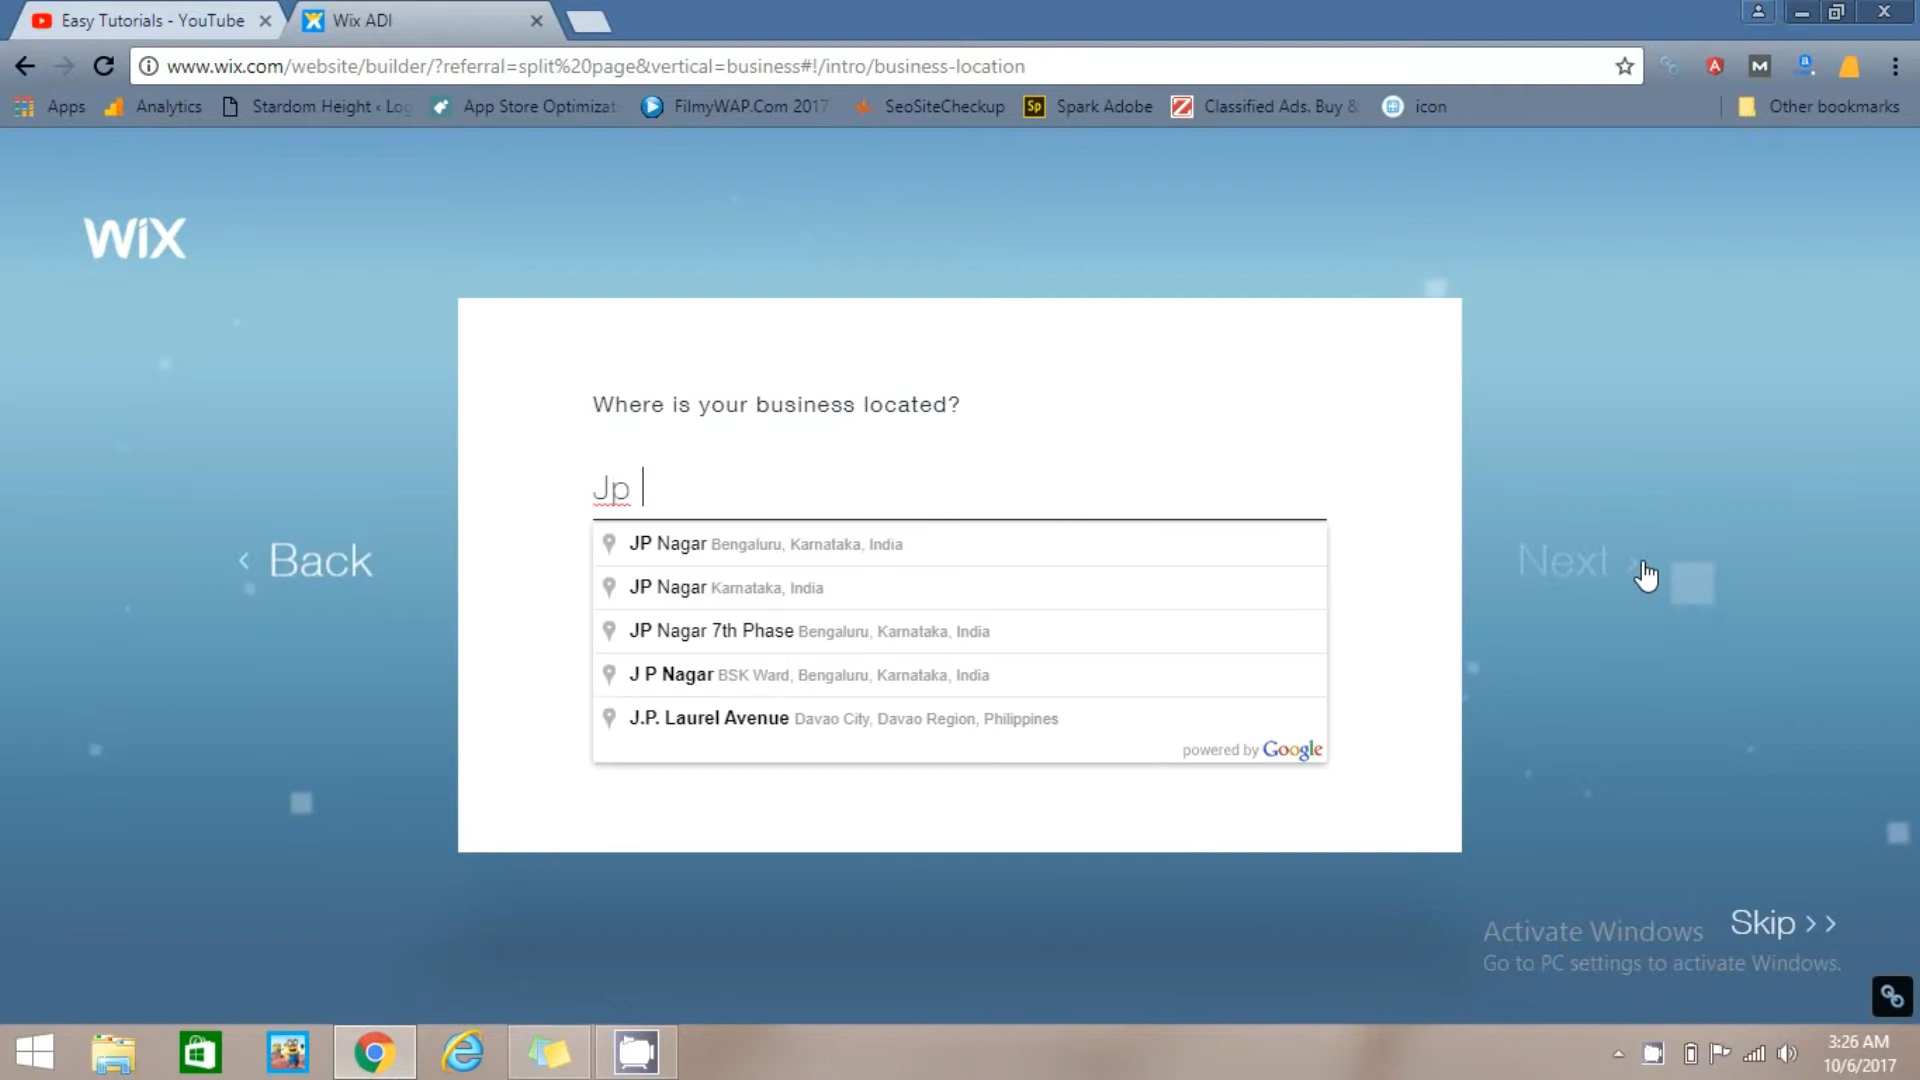 Easy Tutorials - YouTube
Wix ADI
www.wix.com/website/builder/?referral=split%20page&vertical=business#!/intro/business-location
Apps
Analytics
Stardom Height ‹ Log
App Store Optimizat
FilmyWAP.Com 2017
SeoSiteCheckup
Sp
Spark Adobe
Classified Ads. Buy &
icon
Other bookmarks
WiX
Where is your business located?
Jp
JP Nagar Bengaluru, Karnataka, India
JP Nagar Karnataka, India
JP Nagar 7th Phase Bengaluru, Karnataka, India
J P Nagar BSK Ward, Bengaluru, Karnataka, India
J.P. Laurel Avenue Davao City, Davao Region, Philippines
powered by Google
‹ Back
Next ›
Skip >>
Activate Windows
Go to PC settings to activate Windows.
3:26 AM
10/6/2017